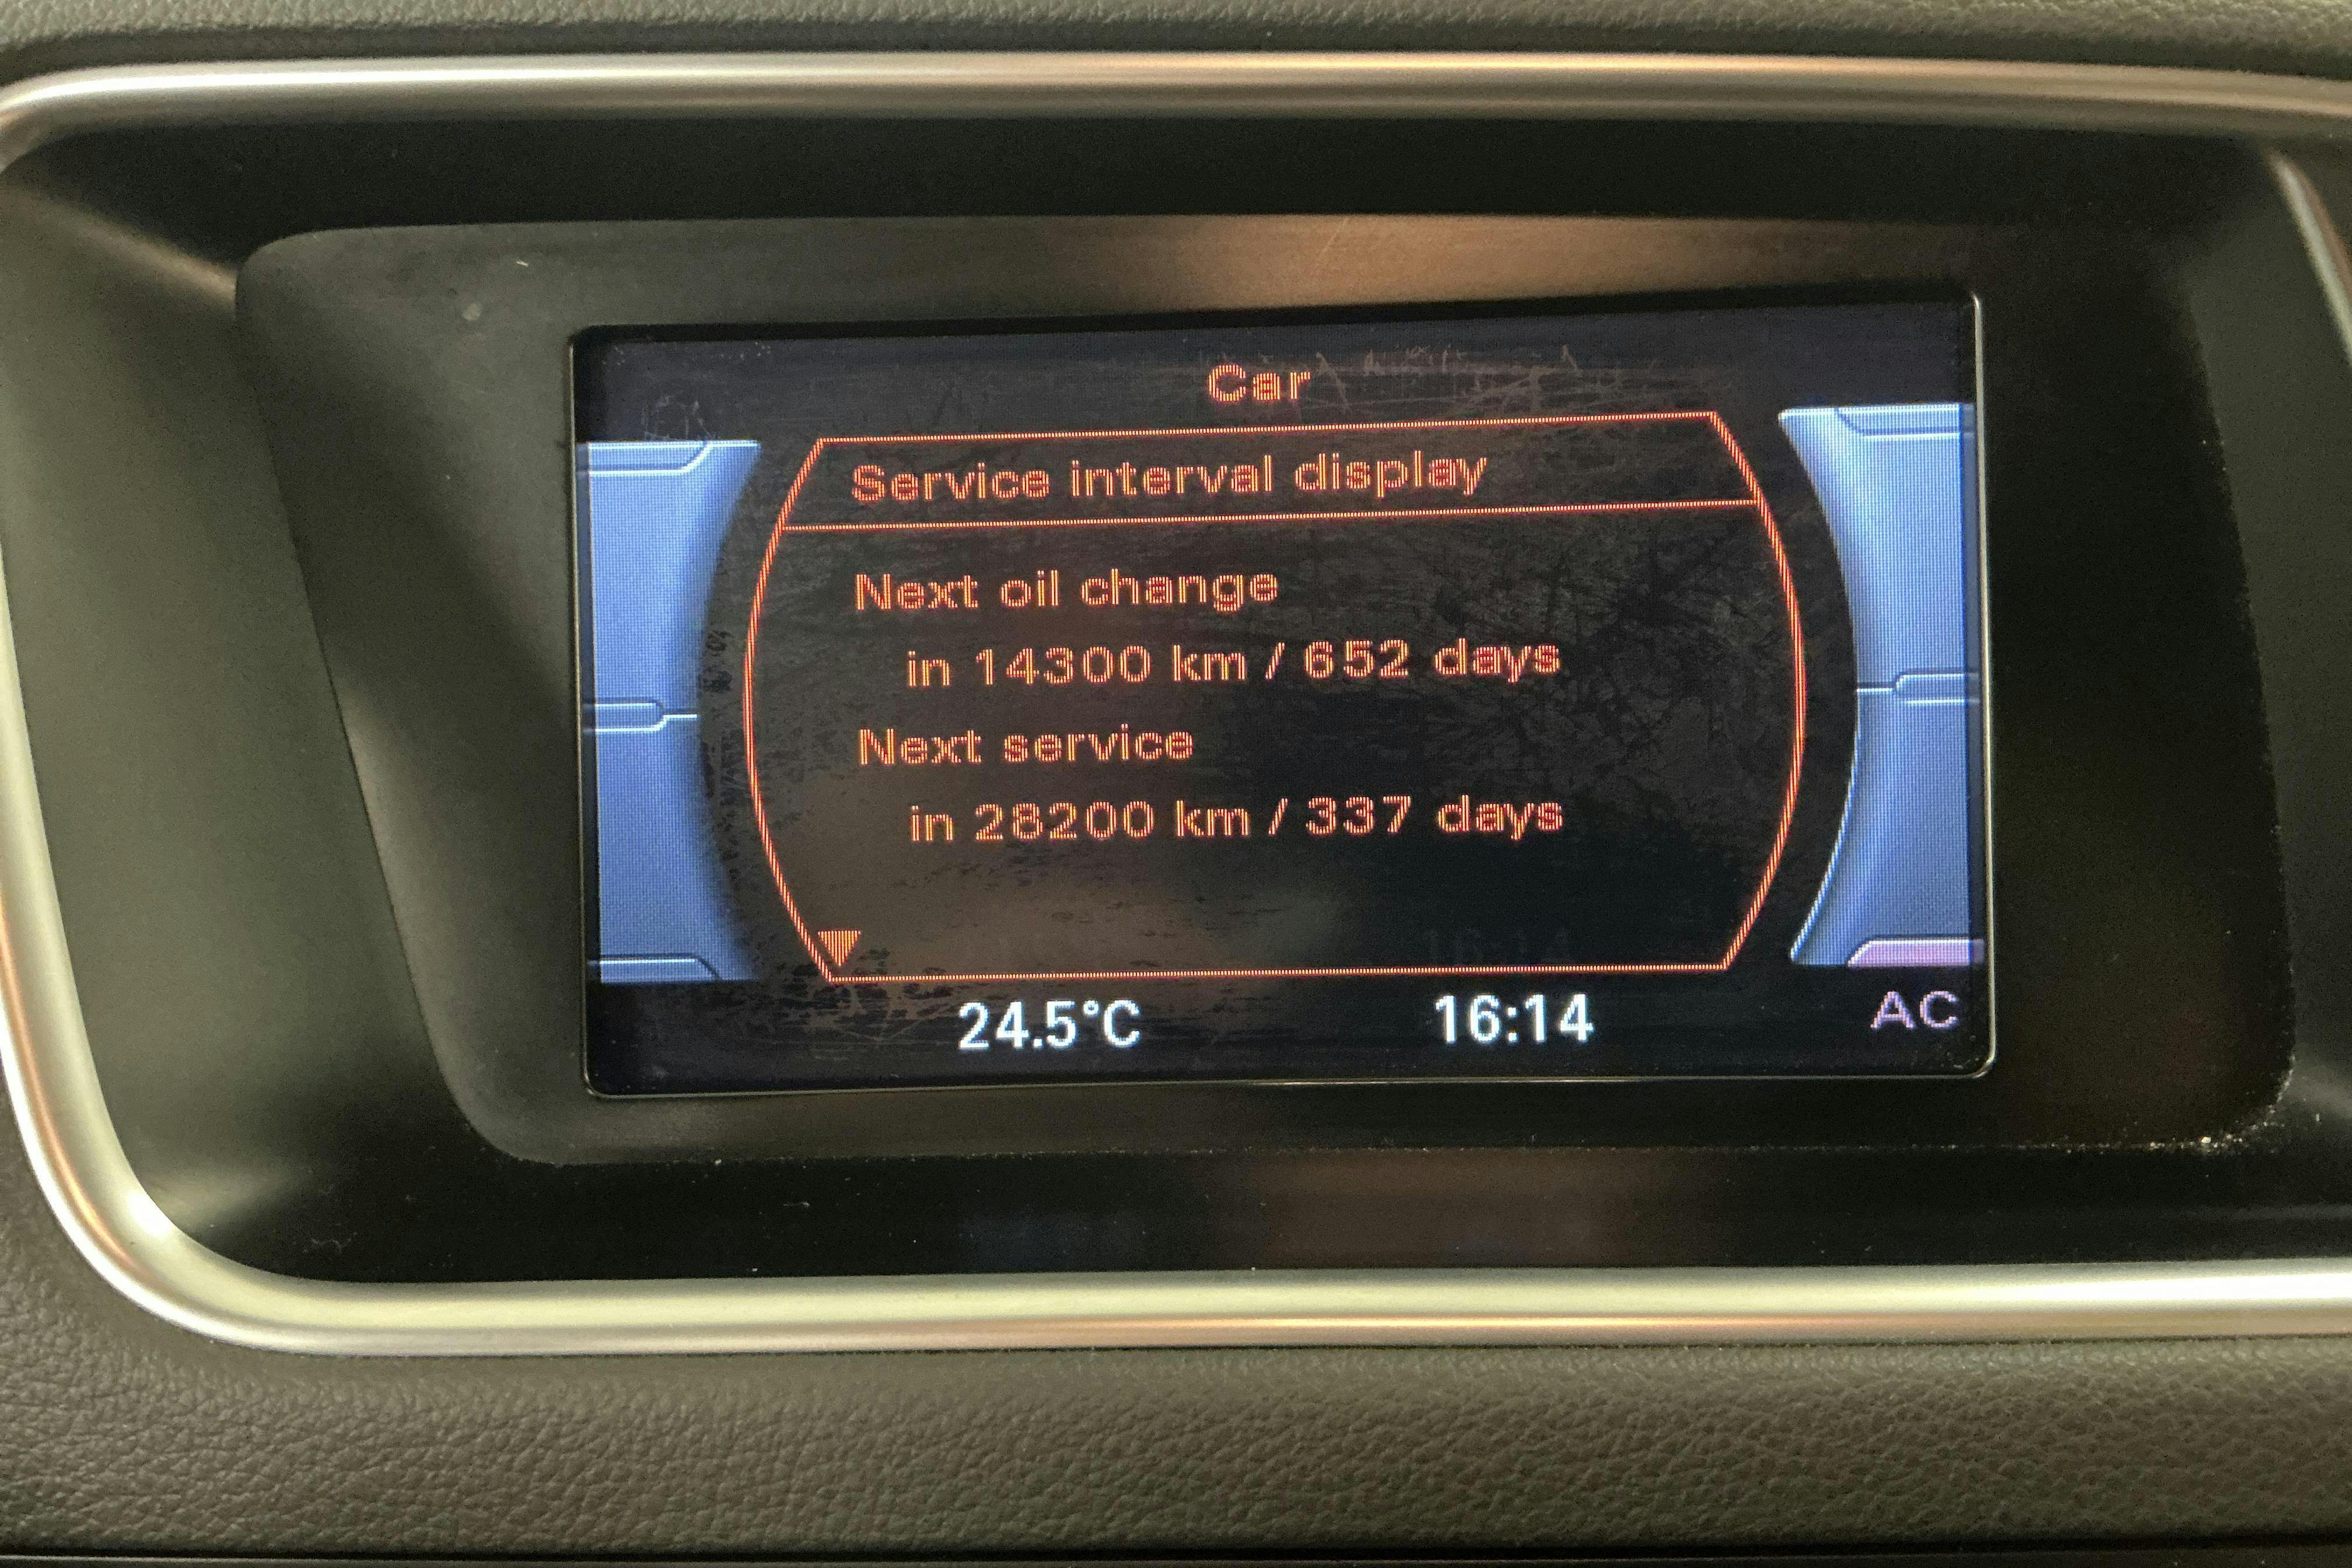 Car
Service interval display
Next oil change
in 14300 km / 652 days
Next service
in 28200 km / 337 days
24.5°C 16:14 AC